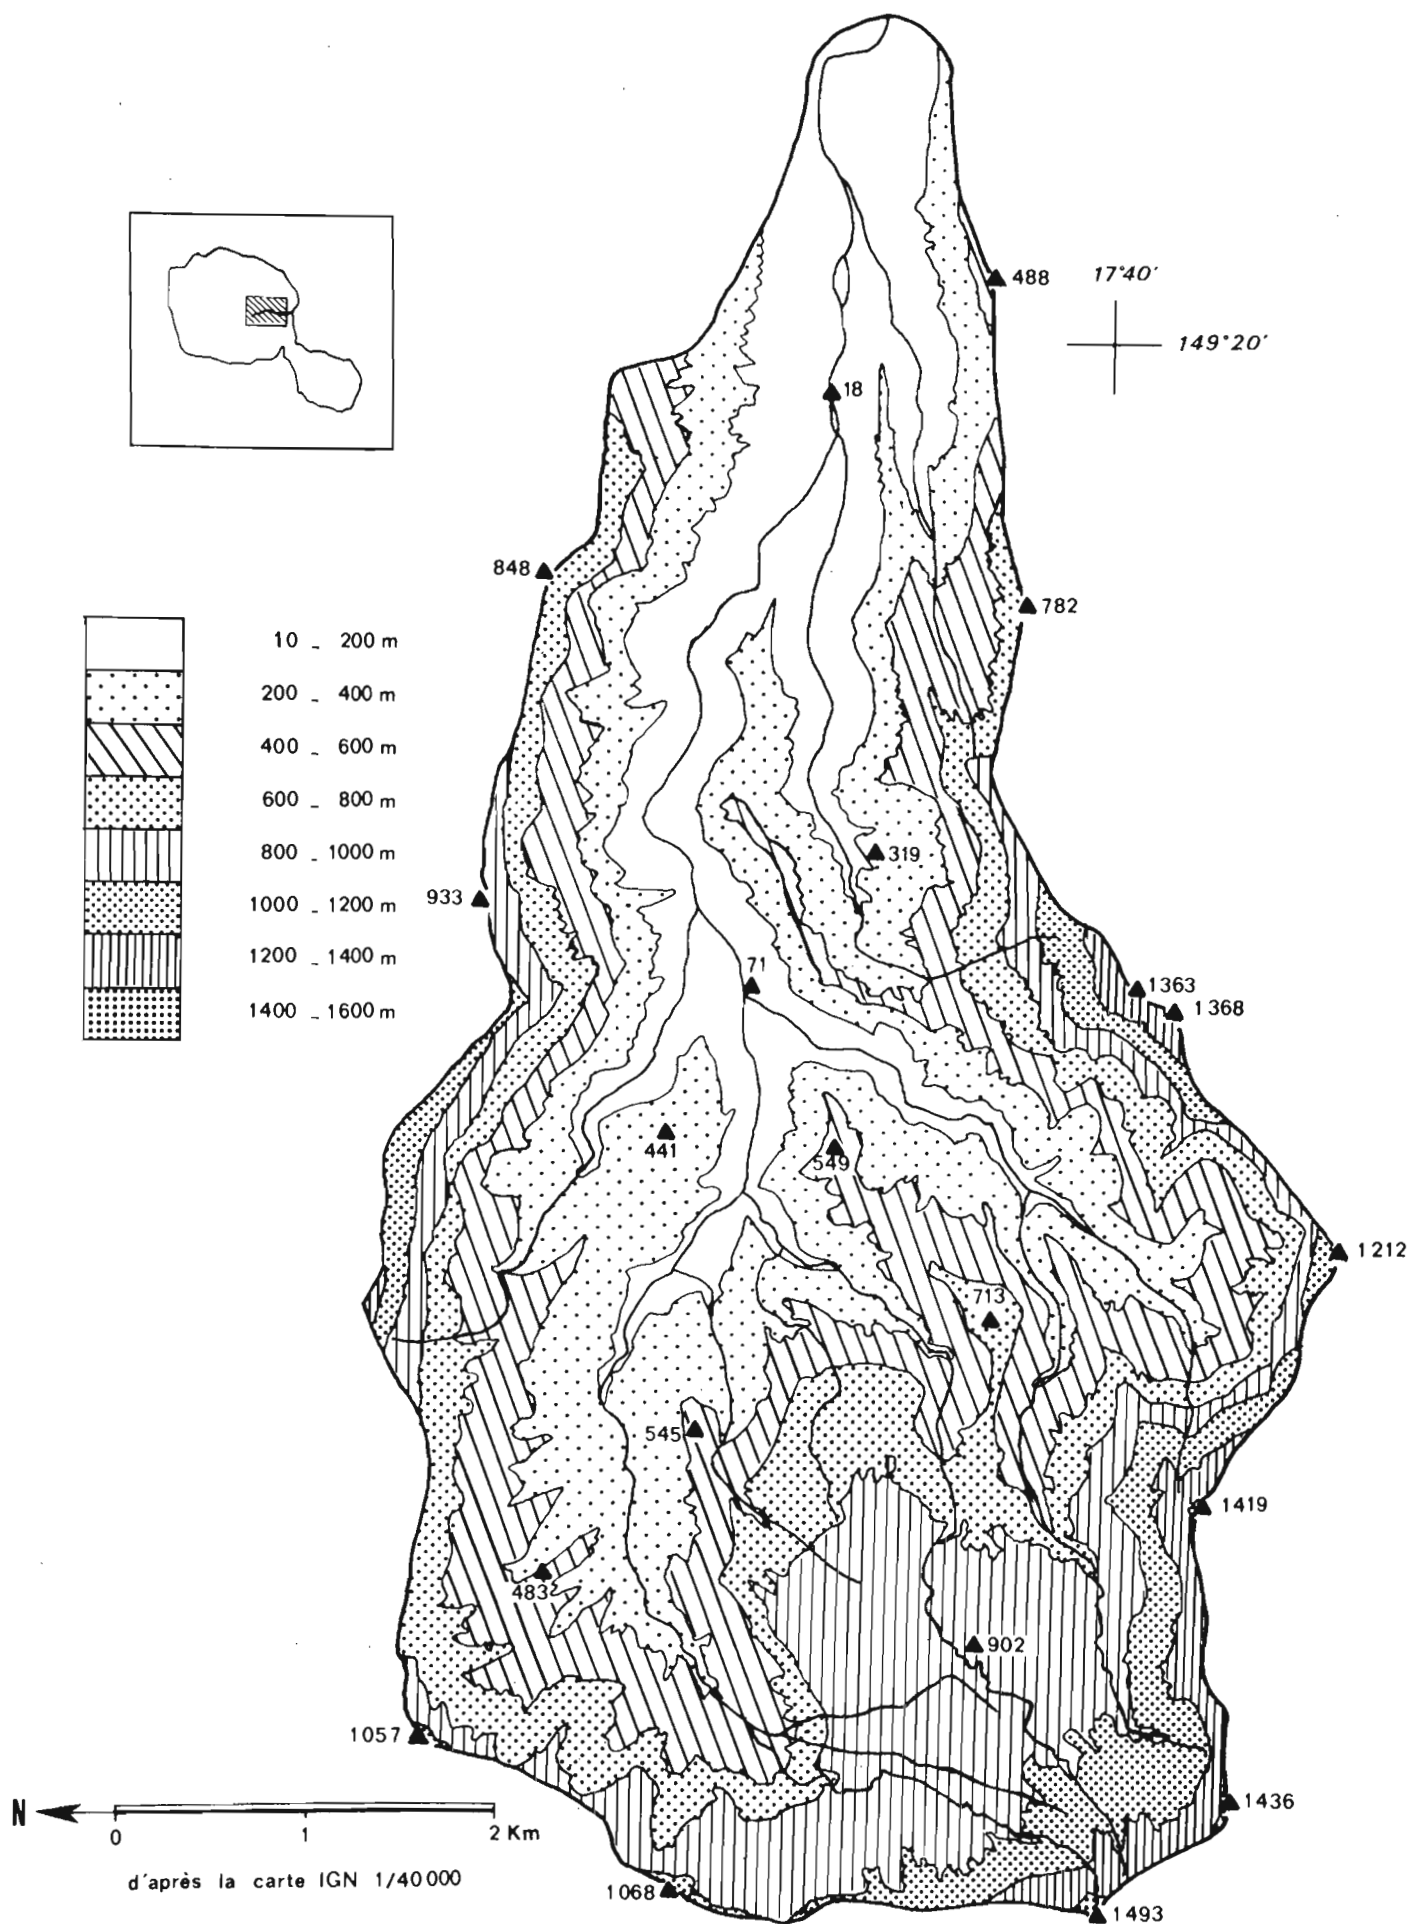 488
17°40'
149°20'
18
848
782
10 - 200 m
200 - 400 m
400 - 600 m
600 - 800 m
800 - 1000 m
1000 - 1200 m
1200 - 1400 m
1400 - 1600 m
319
933
71
1363
1368
441
549
1212
713
545
1419
483
902
1057
N
0 1 2 Km
1436
d'après la carte IGN 1/40000
1068
1493